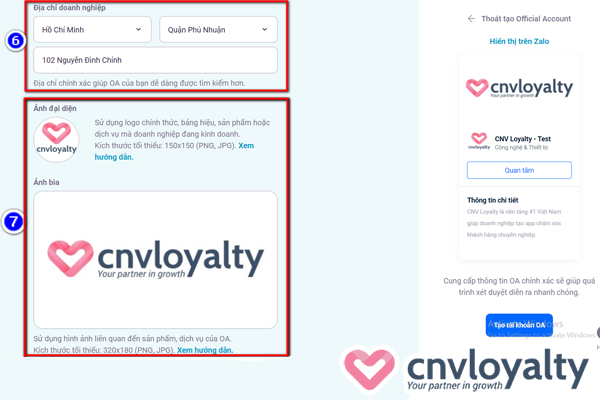 Địa chỉ doanh nghiệp
6
Hồ Chí Minh
Quận Phú Nhuận
102 Nguyễn Đình Chính
Địa chỉ chính xác giúp OA của bạn dễ dàng được tìm kiếm hơn.
Ảnh đại diện
cnvloyalty
Sử dụng logo chính thức, bảng hiệu, sản phẩm hoặc
dịch vụ mà doanh nghiệp đang kinh doanh.
Kích thước tối thiểu: 150x150 (PNG, JPG). Xem
hướng dẫn.
Ảnh bìa
7
cnvloyalty
Your partner in growth
Sử dụng hình ảnh liên quan đến sản phẩm, dịch vụ của OA.
Kích thước tối thiểu: 320x180 (PNG, JPG). Xem hướng dẫn.
Thoát tạo Official Account
Hiển thị trên Zalo
cnvloyalty
Your partner in growth
cnvloyalty
CNV Loyalty - Test
Công nghệ & Thiết bị
Quan tâm
Thông tin chi tiết
CNV Loyalty là nền tảng #1 Việt Nam
giúp doanh nghiệp tạo app chăm sóc
khách hàng chuyên nghiệp.
Cung cấp thông tin OA chính xác sẽ giúp quá
trình xét duyệt diễn ra nhanh chóng.
Tạo tài khoản OA
cnvloyalty
Your partner in growth